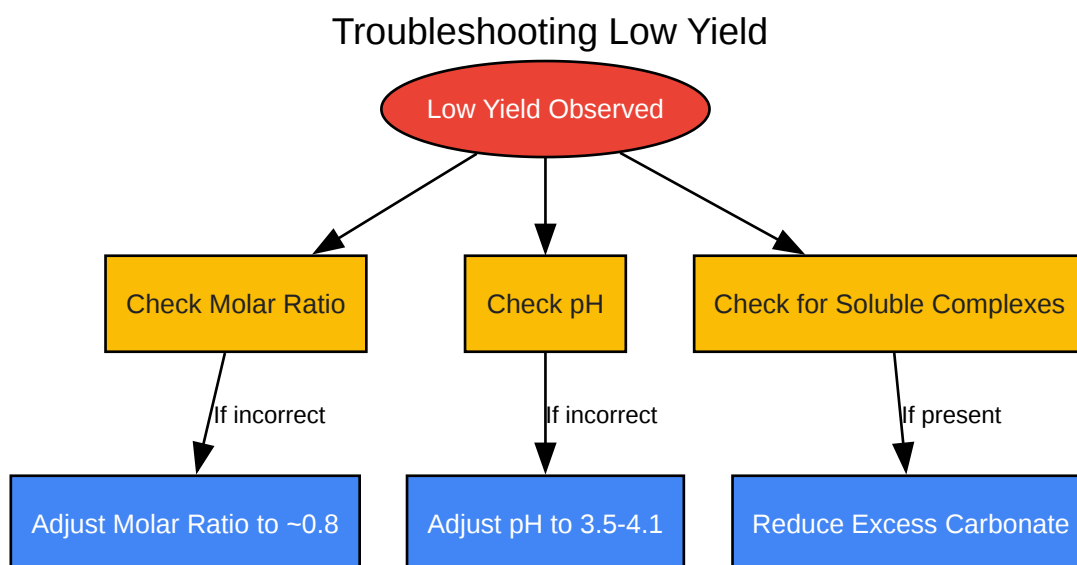 Troubleshooting Low Yield
Low Yield Observed
Check Molar Ratio
Check pH
Check for Soluble Complexes
If incorrect
If incorrect
If present
Adjust Molar Ratio to ~0.8
Adjust pH to 3.5-4.1
Reduce Excess Carbonate